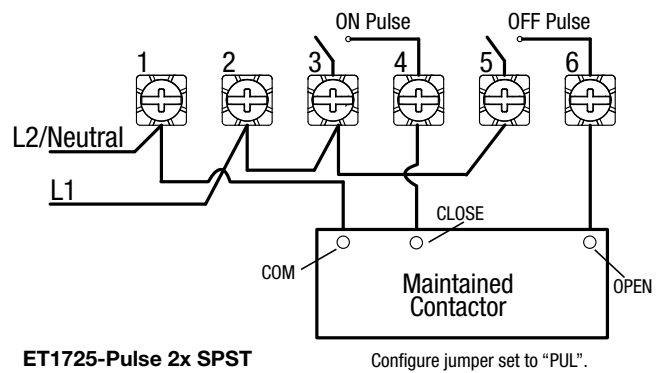 ON Pulse
OFF Pulse
1
2
3
4
5
6
L2/Neutral
L1
CLOSE
COM
OPEN
Maintained
Contactor
ET1725-Pulse 2x SPST
Configure jumper set to “PUL”.